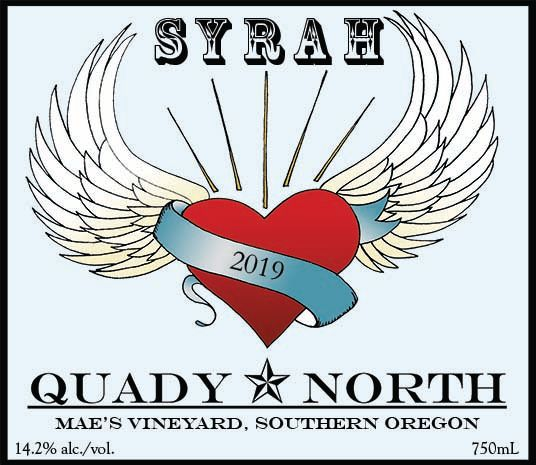 SYRAH
2019
QUADY NORTH
MAE'S VINEYARD, SOUTHERN OREGON
14.2% alc./vol. 750mL